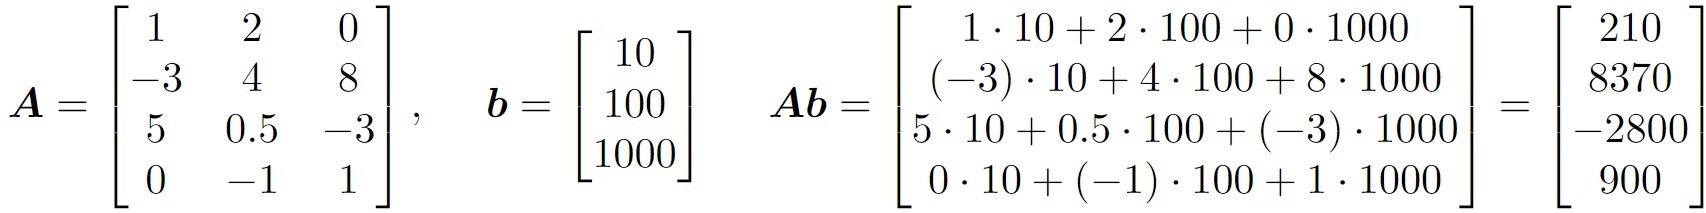 A = [1 2 0; −3 4 8; 5 0.5 −3; 0 −1 1], b = [10; 100; 1000] Ab = [1 · 10 + 2 · 100 + 0 · 1000; (−3) · 10 + 4 · 100 + 8 · 1000; 5 · 10 + 0.5 · 100 + (−3) · 1000; 0 · 10 + (−1) · 100 + 1 · 1000] = [210; 8370; −2800; 900]